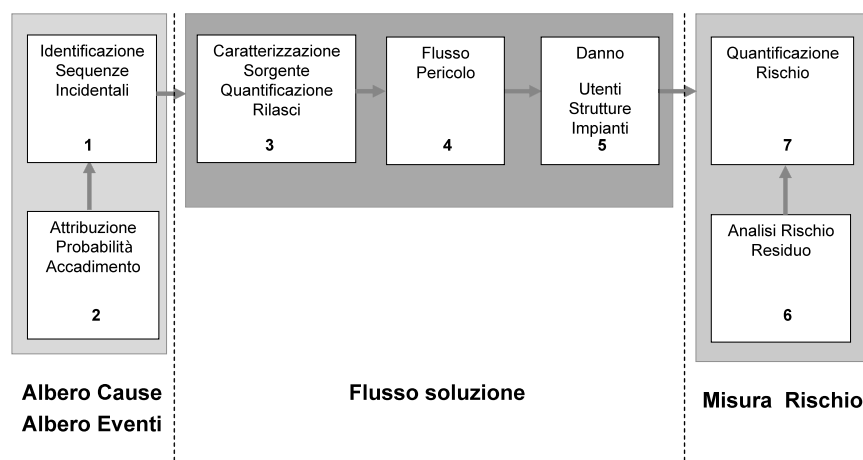 Identificazione
Sequenze
Incidentali
1
Attribuzione
Probabilità
Accadimento
2
Caratterizzazione
Sorgente
Quantificazione
Rilasci
3
Flusso
Pericolo
4
Danno
Utenti
Strutture
Impianti
5
Quantificazione
Rischio
7
Analisi Rischio
Residuo
6
Albero Cause
Albero Eventi
Flusso soluzione
Misura Rischio